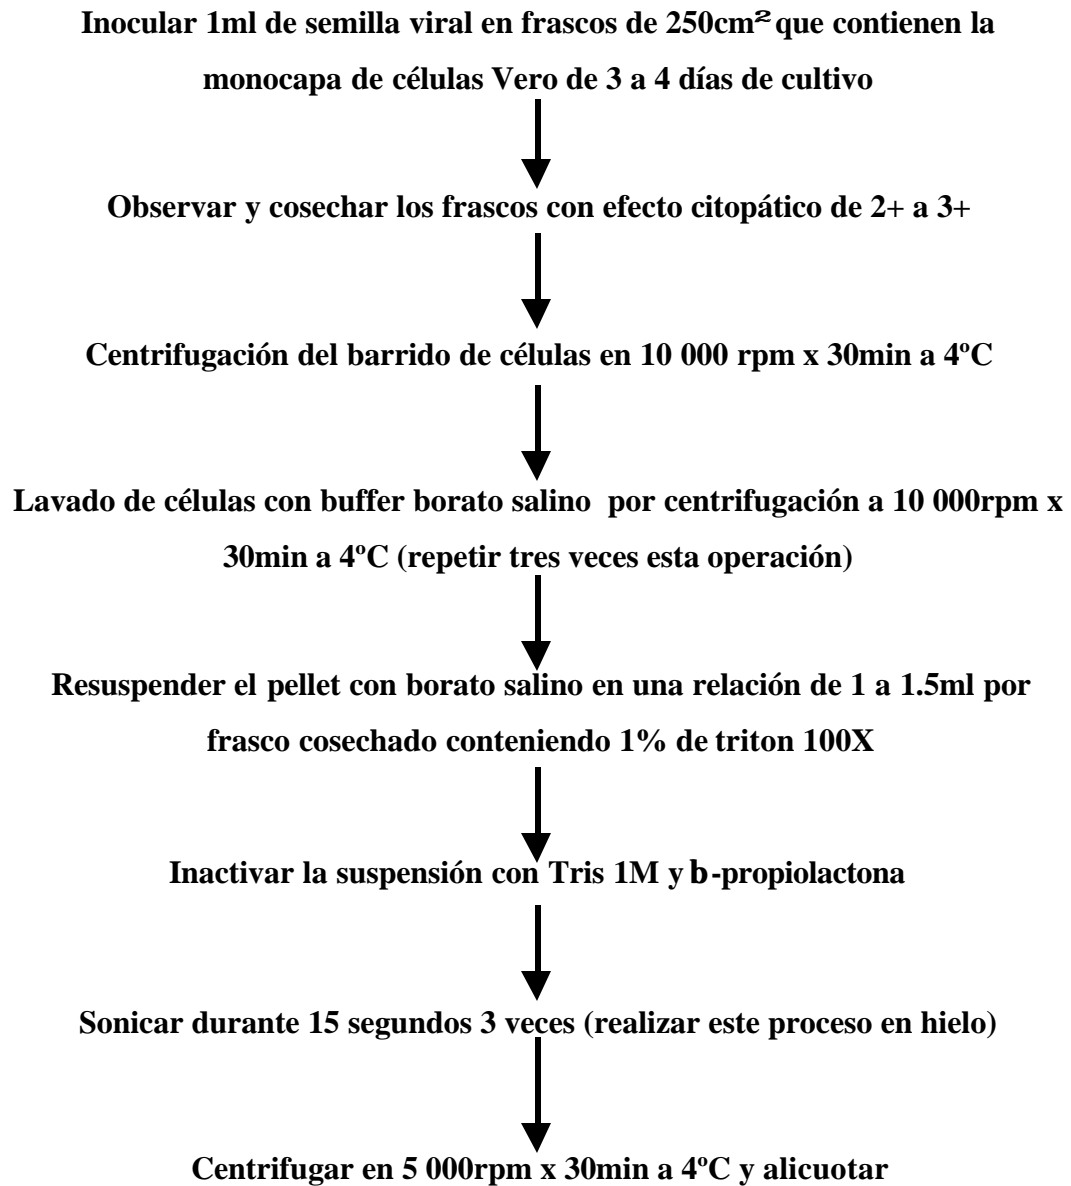 Inocular 1ml de semilla viral en frascos de 250cm² que contienen la
monocapa de células Vero de 3 a 4 días de cultivo
Observar y cosechar los frascos con efecto citopático de 2+ a 3+
Centrifugación del barrido de células en 10 000 rpm x 30min a 4ºC
Lavado de células con buffer borato salino por centrifugación a 10 000rpm x
30min a 4ºC (repetir tres veces esta operación)
Resuspender el pellet con borato salino en una relación de 1 a 1.5ml por
frasco cosechado conteniendo 1% de triton 100X
Inactivar la suspensión con Tris 1M y b-propiolactona
Sonicar durante 15 segundos 3 veces (realizar este proceso en hielo)
Centrifugar en 5 000rpm x 30min a 4ºC y alicuotar